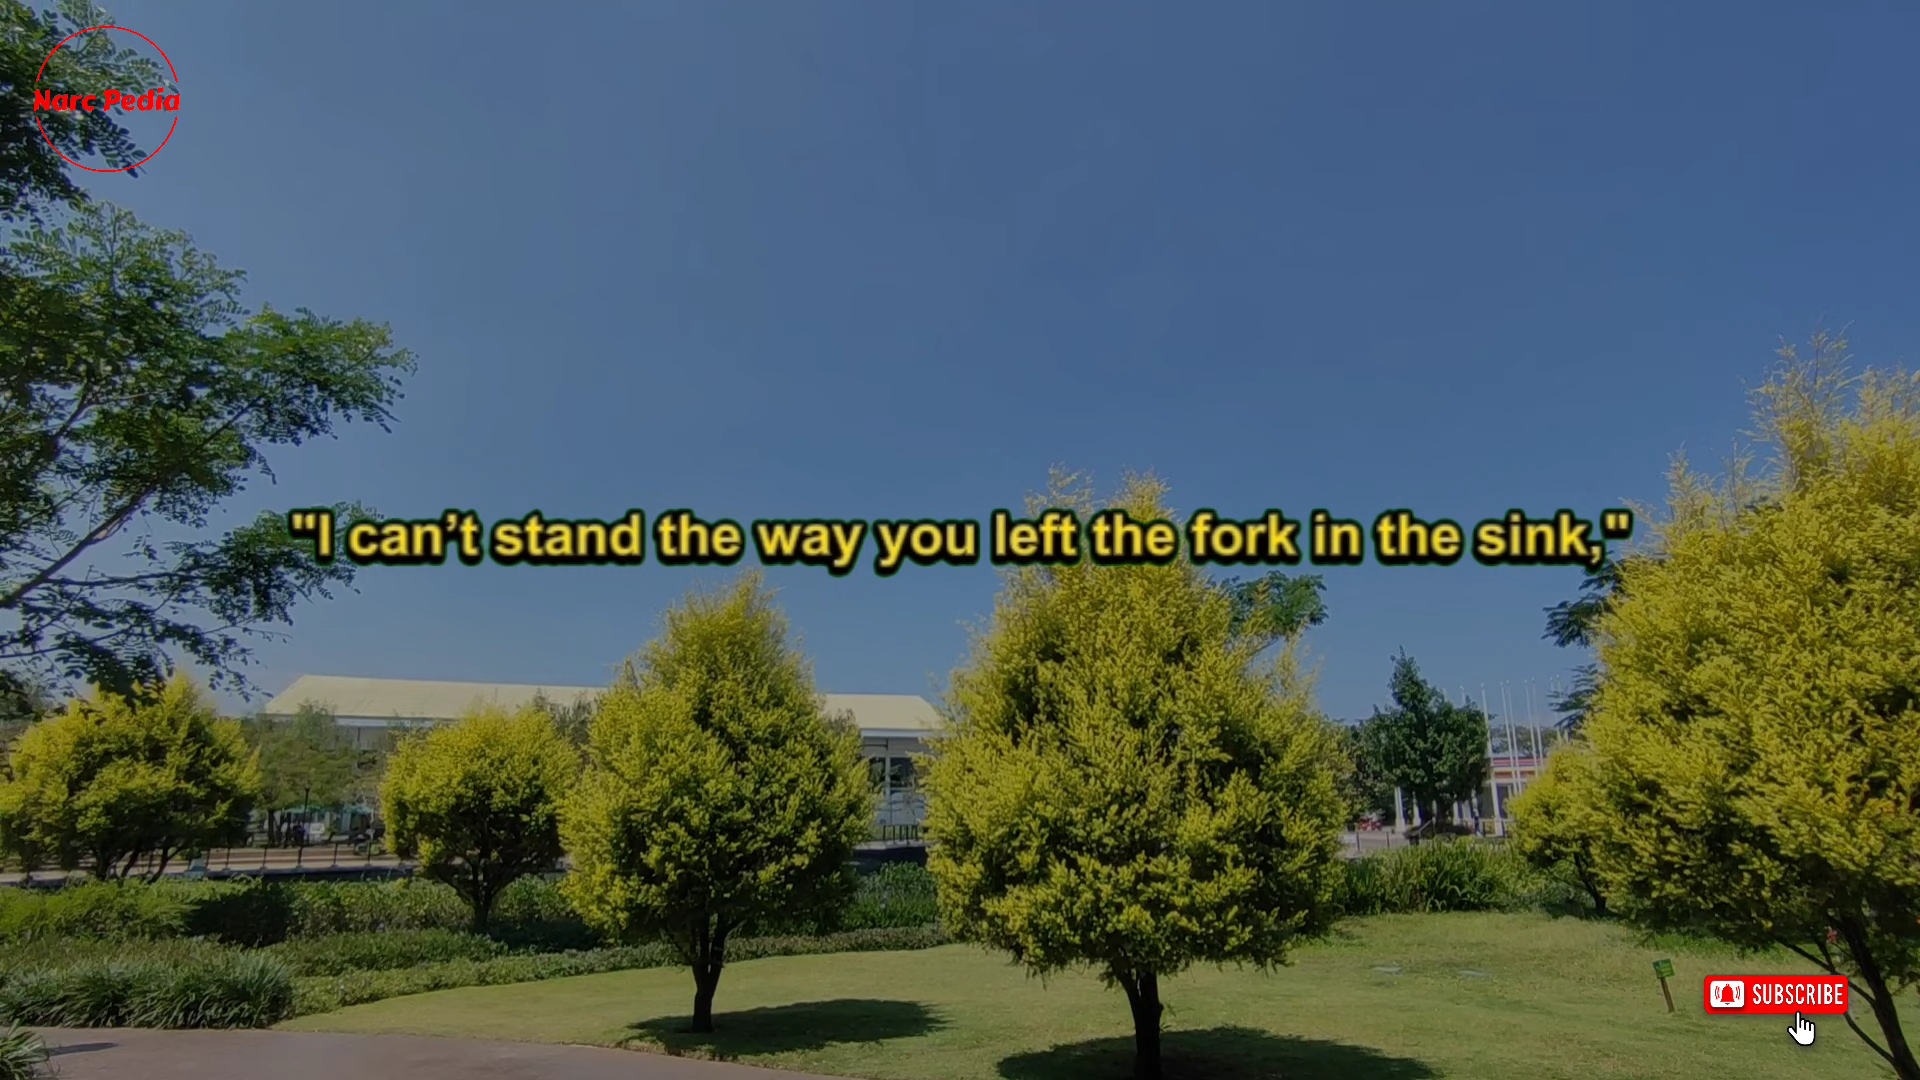 Narc Pedia
"I can’t stand the way you left the fork in the sink,"
SUBSCRIBE